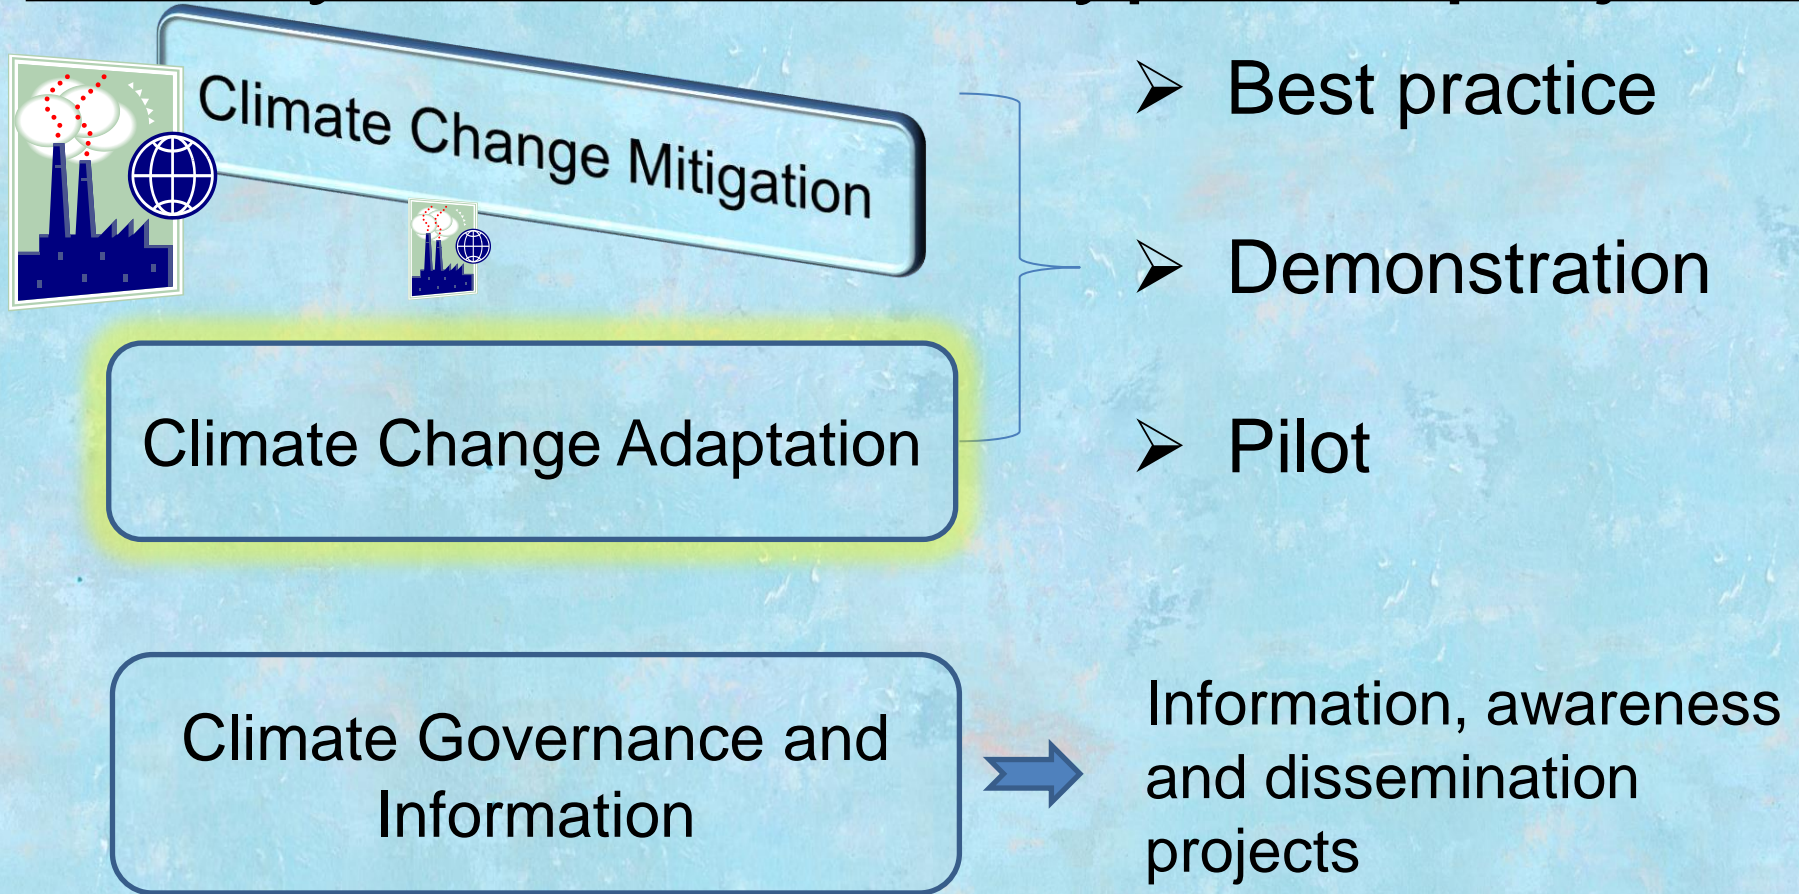 Climate Change Mitigation
➢ Best practice
➢ Demonstration
Climate Change Adaptation
➢ Pilot
Climate Governance and
Information
Information, awareness
and dissemination
projects